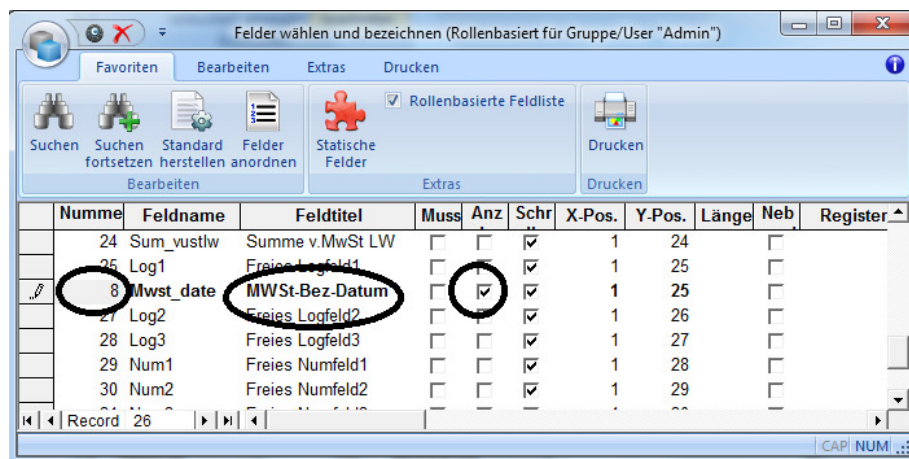 Felder wählen und bezeichnen (Rollenbasiert für Gruppe/User "Admin")
Favoriten Bearbeiten Extras Drucken
Rollenbasierte Feldliste
Suchen Suchen fortsetzen Standard herstellen Felder anordnen Statische Felder Drucken
Bearbeiten Extras Drucken
Numme Feldname Feldtitel Muss Anz Schr X-Pos. Y-Pos. Länge Neb Register
24 Sum_vustlw Summe v.MwSt LW 1 24
25 Log1 Freies Logfeld1 1 25
8 Mwst_date MWSt-Bez-Datum 1 25
27 Log2 Freies Logfeld2 1 26
28 Log3 Freies Logfeld3 1 27
29 Num1 Freies Numfeld1 1 28
30 Num2 Freies Numfeld2 1 29
Record 26
CAP NUM